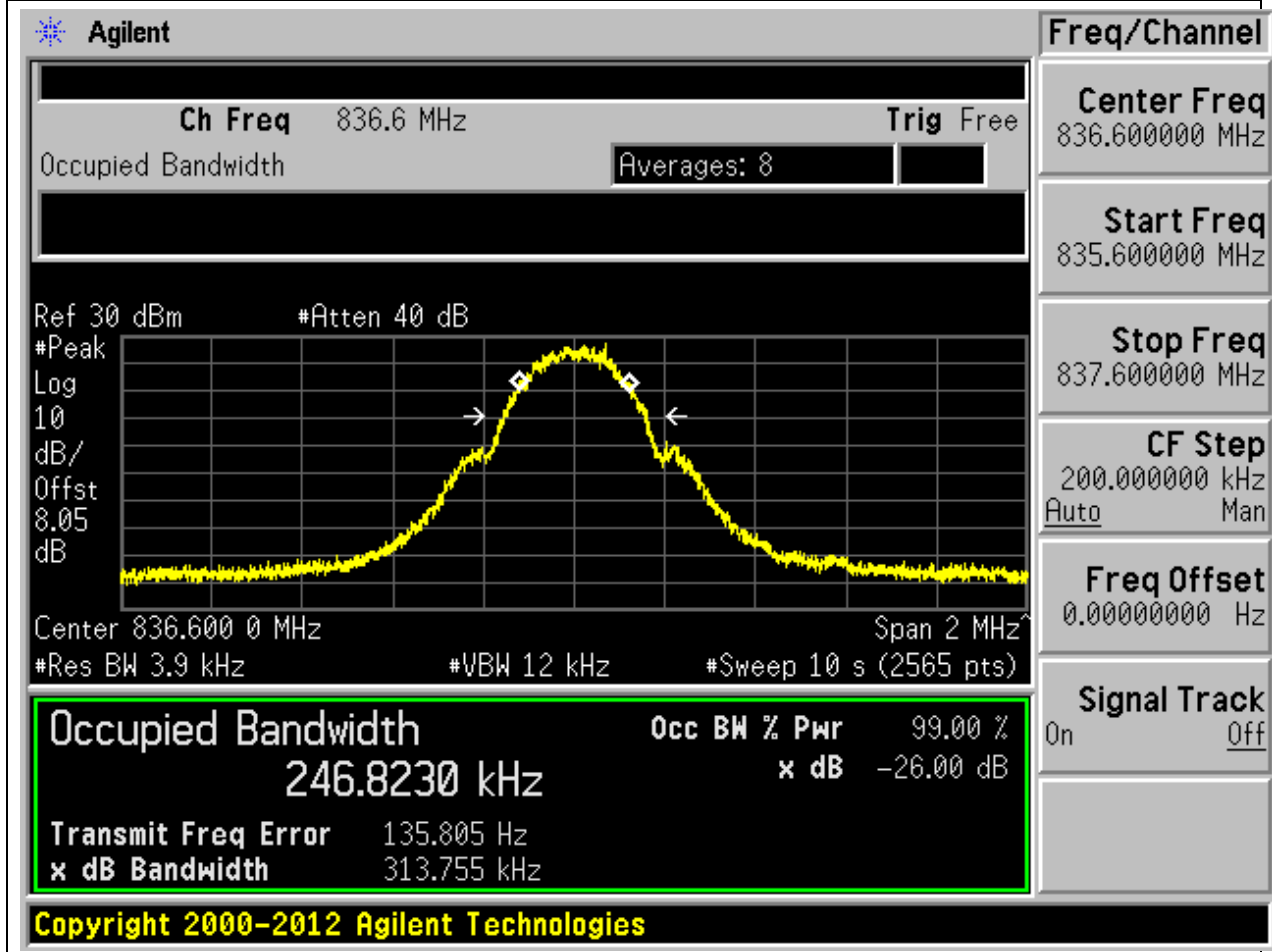 Agilent
Freq/Channel
Ch Freq 836.6 MHz Trig Free
Occupied Bandwidth Averages: 8
Ref 30 dBm #Atten 40 dB
#Peak
Log
10
dB/
Offst
8.05
dB
Center 836.600 0 MHz Span 2 MHz^
#Res BW 3.9 kHz #VBW 12 kHz #Sweep 10 s (2565 pts)
Occupied Bandwidth
246.8230 kHz
Occ BW % Pwr 99.00 %
x dB -26.00 dB
Transmit Freq Error 135.805 Hz
x dB Bandwidth 313.755 kHz
Center Freq
836.600000 MHz
Start Freq
835.600000 MHz
Stop Freq
837.600000 MHz
CF Step
200.000000 kHz
Auto Man
Freq Offset
0.00000000 Hz
Signal Track
On Off
Copyright 2000-2012 Agilent Technologies